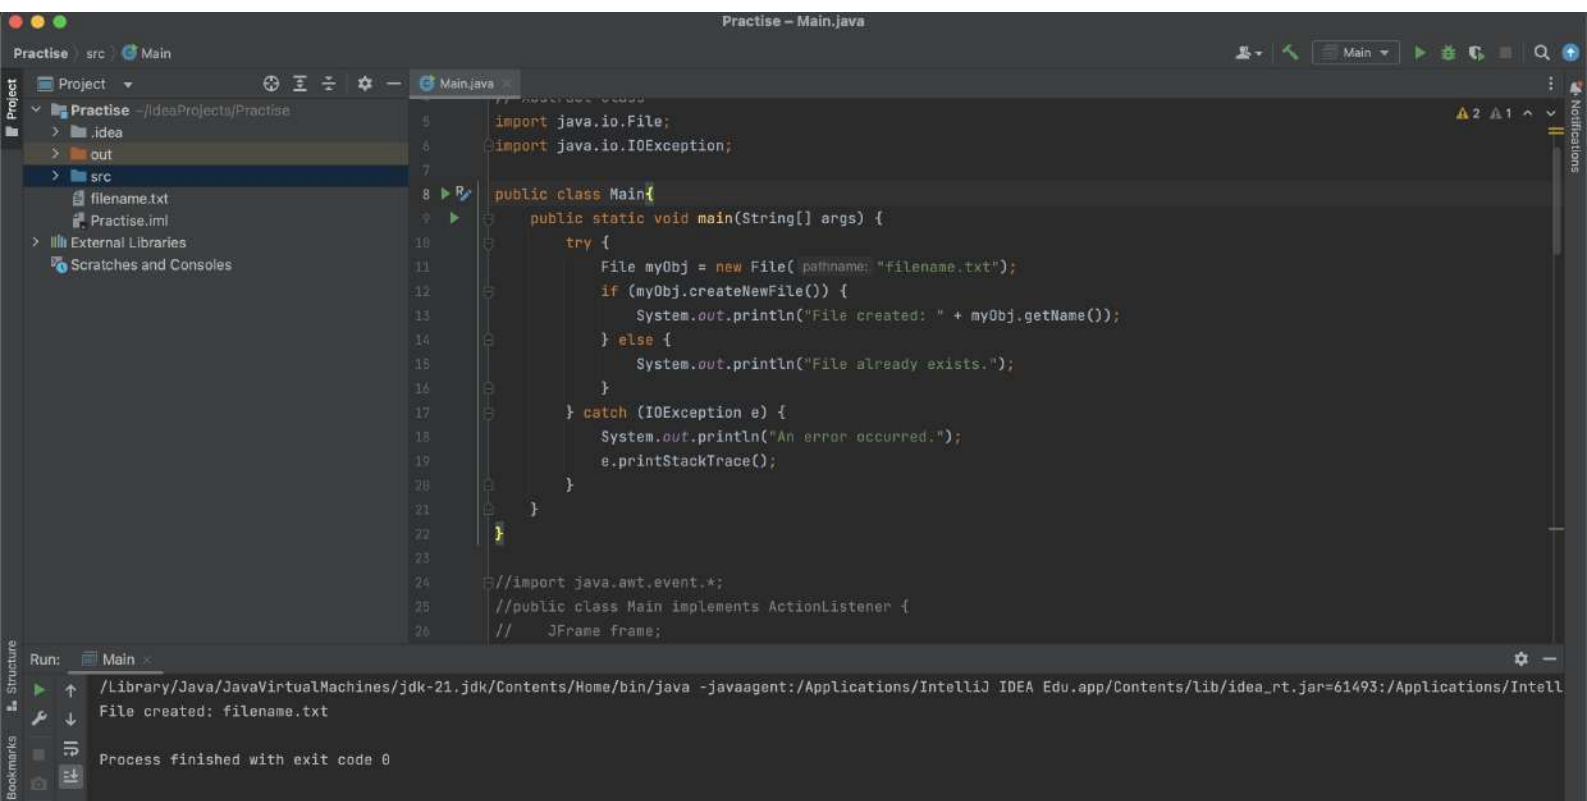 Practise – Main.java
Practise src Main
Main
Project
Main.java
Project
Practise ~/IdeaProjects/Practise
.idea
out
src
filename.txt
Practise.iml
External Libraries
Scratches and Consoles
// Abstract class
5 import java.io.File;
6 import java.io.IOException;
7
8 public class Main{
9 public static void main(String[] args) {
10 try {
11 File myObj = new File( pathname: "filename.txt");
12 if (myObj.createNewFile()) {
13 System.out.println("File created: " + myObj.getName());
14 } else {
15 System.out.println("File already exists.");
16 }
17 } catch (IOException e) {
18 System.out.println("An error occurred.");
19 e.printStackTrace();
20 }
21 }
22 }
23
24 //import java.awt.event.*;
25 //public class Main implements ActionListener {
26 // JFrame frame;
2 1
Notifications
Structure
Bookmarks
Run: Main
/Library/Java/JavaVirtualMachines/jdk-21.jdk/Contents/Home/bin/java -javaagent:/Applications/IntelliJ IDEA Edu.app/Contents/lib/idea_rt.jar=61493:/Applications/Intell
File created: filename.txt
Process finished with exit code 0